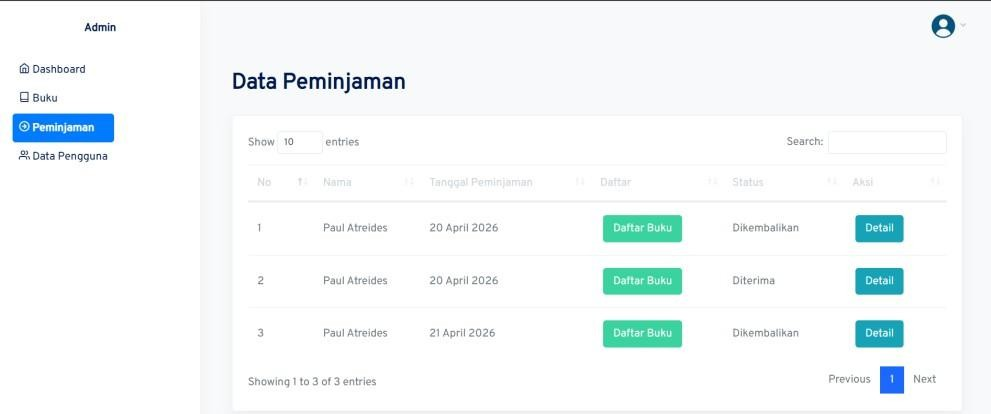 Admin
Dashboard
Buku
Peminjaman
Data Pengguna
Data Peminjaman
Show 10 entries
Search:
No Nama Tanggal Peminjaman Daftar Status Aksi
1 Paul Atreides 20 April 2026 Daftar Buku Dikembalikan Detail
2 Paul Atreides 20 April 2026 Daftar Buku Diterima Detail
3 Paul Atreides 21 April 2026 Daftar Buku Dikembalikan Detail
Showing 1 to 3 of 3 entries
Previous 1 Next